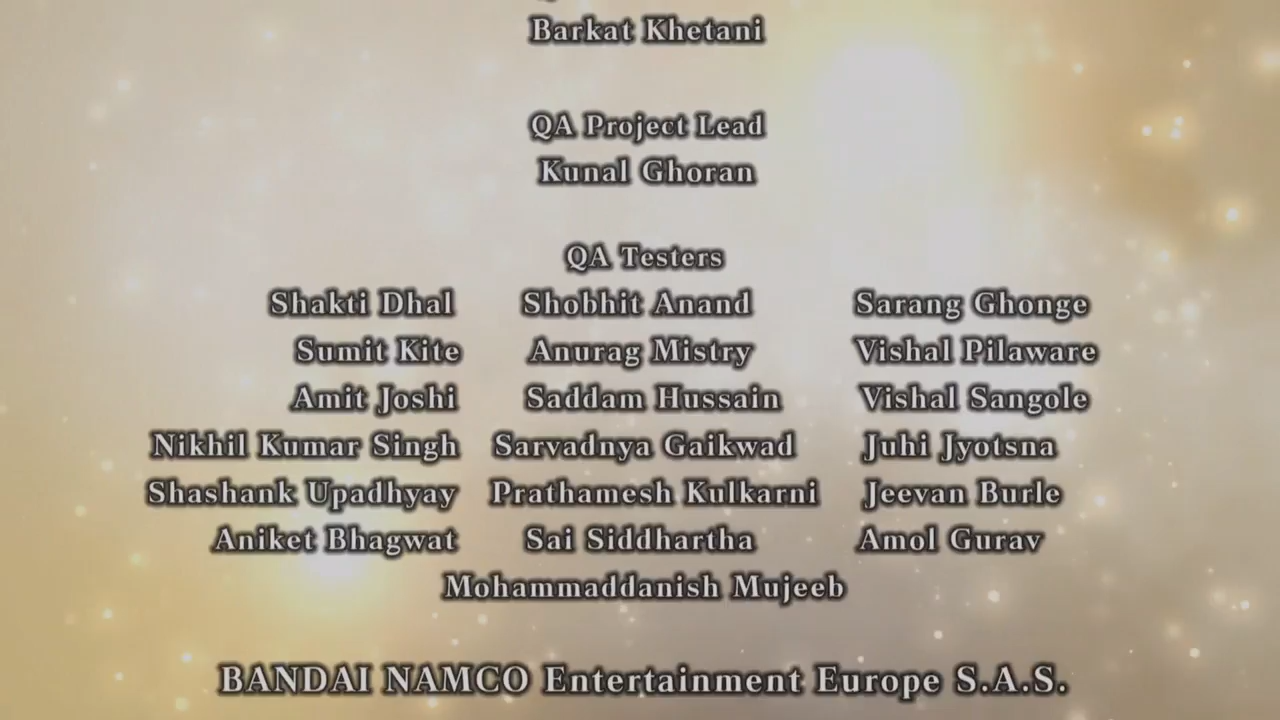 Barkat Khetani
QA Project Lead
Kunal Ghoran
QA Testers
Shakti Dhal Shobhit Anand Sarang Ghonge
Sumit Kite Anurag Mistry Vishal Pilaware
Amit Joshi Saddam Hussain Vishal Sangole
Nikhil Kumar Singh Sarvadnya Gaikwad Juhi Jyotsna
Shashank Upadhyay Prathamesh Kulkarni Jeevan Burle
Aniket Bhagwat Sai Siddhartha Amol Gurav
Mohammaddanish Mujeeb
BANDAI NAMCO Entertainment Europe S.A.S.